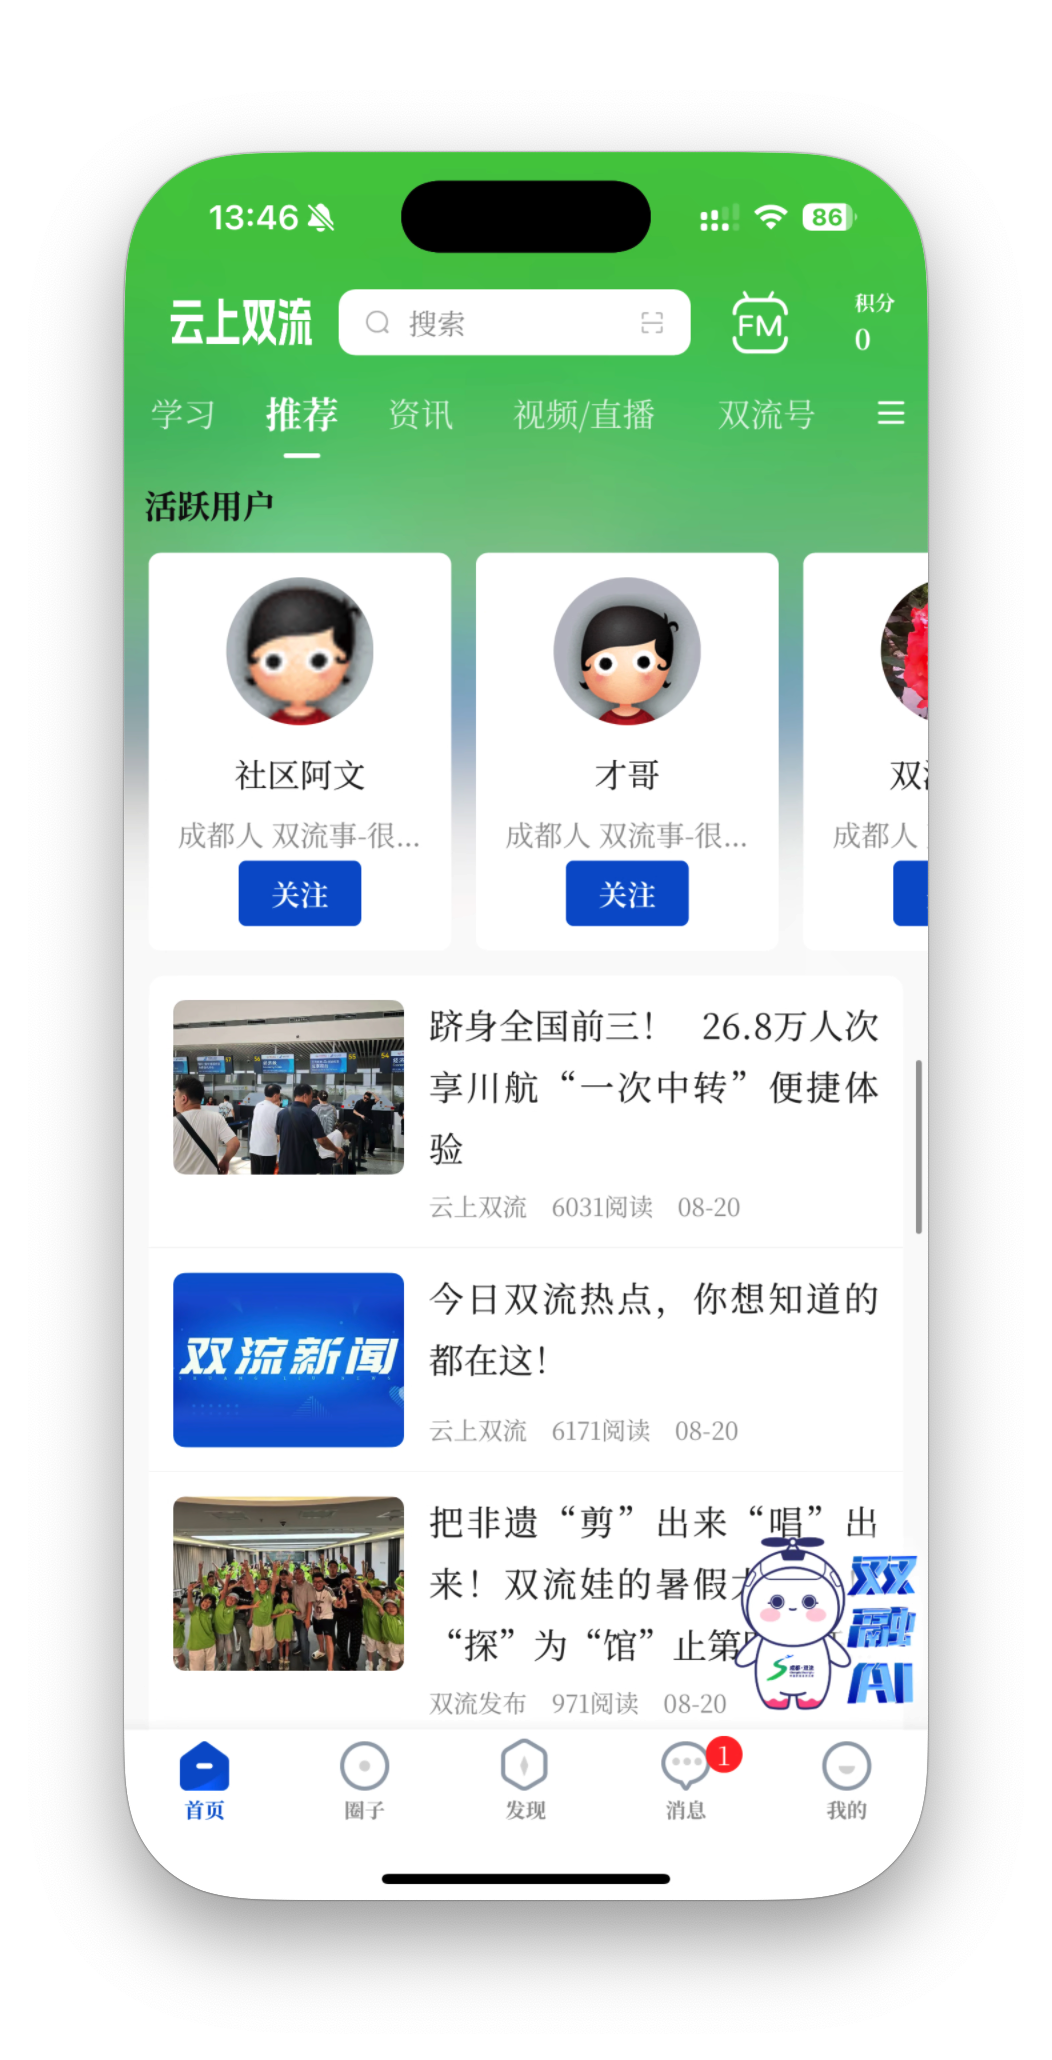 13:46
86
云上双流
搜索
FM
积分
0
学习 推荐 资讯 视频/直播 双流号
活跃用户
社区阿文
成都人 双流事-很...
关注
才哥
成都人 双流事-很...
关注
成都人
跻身全国前三！ 26.8万人次
享川航“一次中转”便捷体
验
云上双流 6031阅读 08-20
双流新闻
今日双流热点，你想知道的
都在这！
云上双流 6171阅读 08-20
把非遗“剪”出来“唱”出
来！双流娃的暑假
“探”为“馆”止第
双流发布 971阅读 08-20
双
融
AI
首页
圈子
发现
消息
1
我的